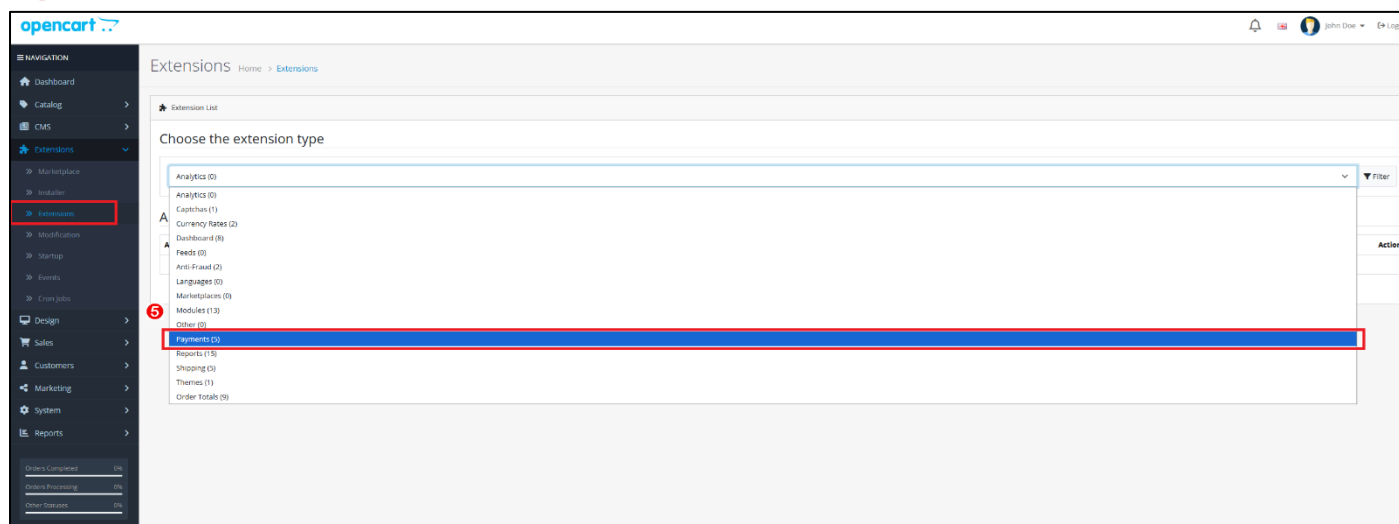 opencart
John Doe
Log
NAVIGATION
Dashboard
Catalog
CMS
Extensions
Marketplace
Installer
Extensions
Modification
Startup
Events
Cron Jobs
Design
Sales
Customers
Marketing
System
Reports
Orders Completed 0%
Orders Processing 0%
Other Statuses 0%
Extensions Home > Extensions
Extension List
Choose the extension type
Analytics (0)
Filter
Analytics (0)
Captchas (1)
Currency Rates (2)
Dashboard (8)
Feeds (0)
Anti-Fraud (2)
Languages (0)
Marketplaces (0)
Modules (13)
Other (0)
Payments (5)
Reports (15)
Shipping (5)
Themes (1)
Order Totals (9)
A
A
Action
5